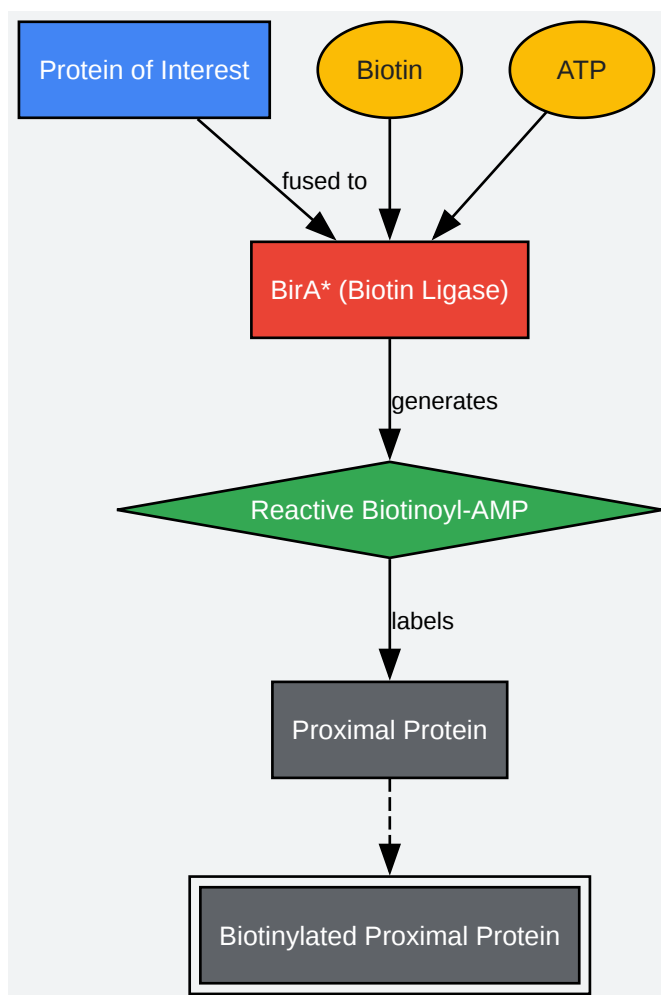 Protein of Interest
Biotin
ATP
fused to
BirA* (Biotin Ligase)
generates
Reactive Biotinoyl-AMP
labels
Proximal Protein
Biotinylated Proximal Protein